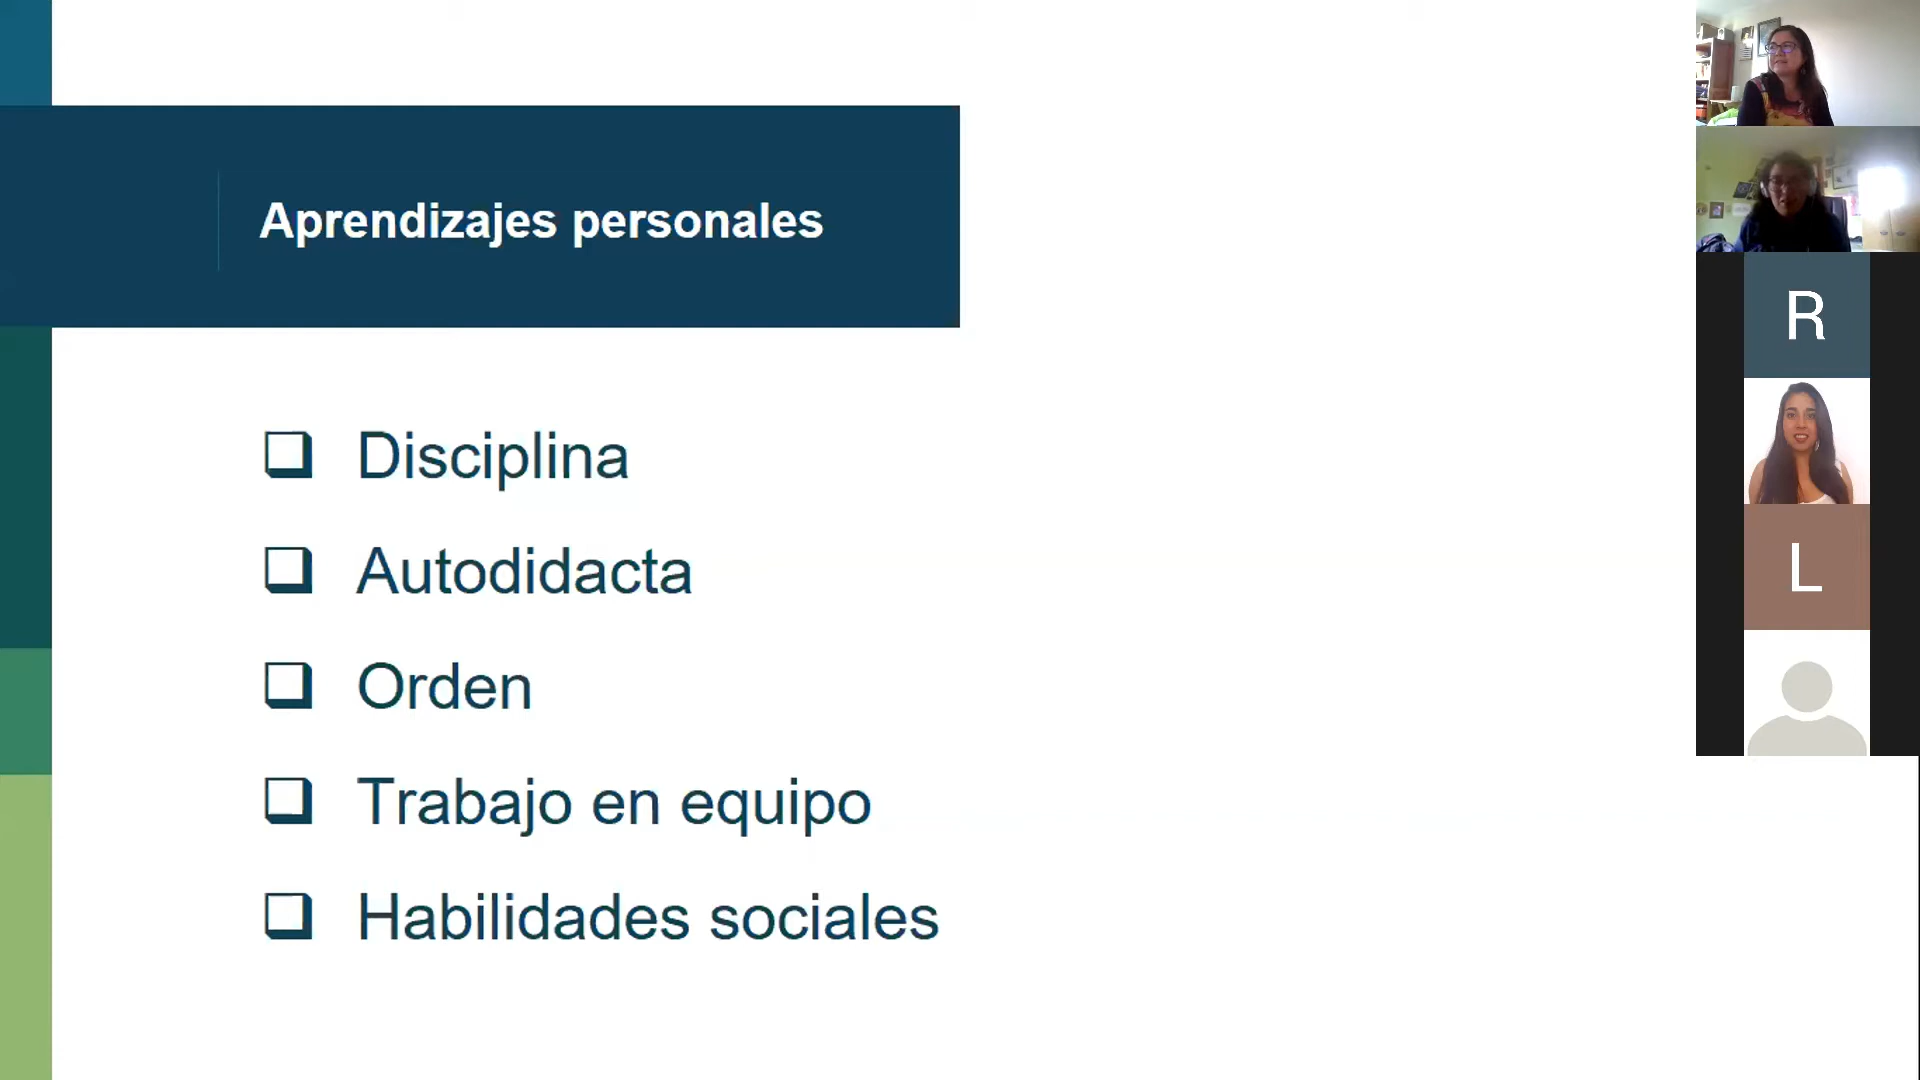 Aprendizajes personales
Disciplina
Autodidacta
Orden
Trabajo en equipo
Habilidades sociales
R
L